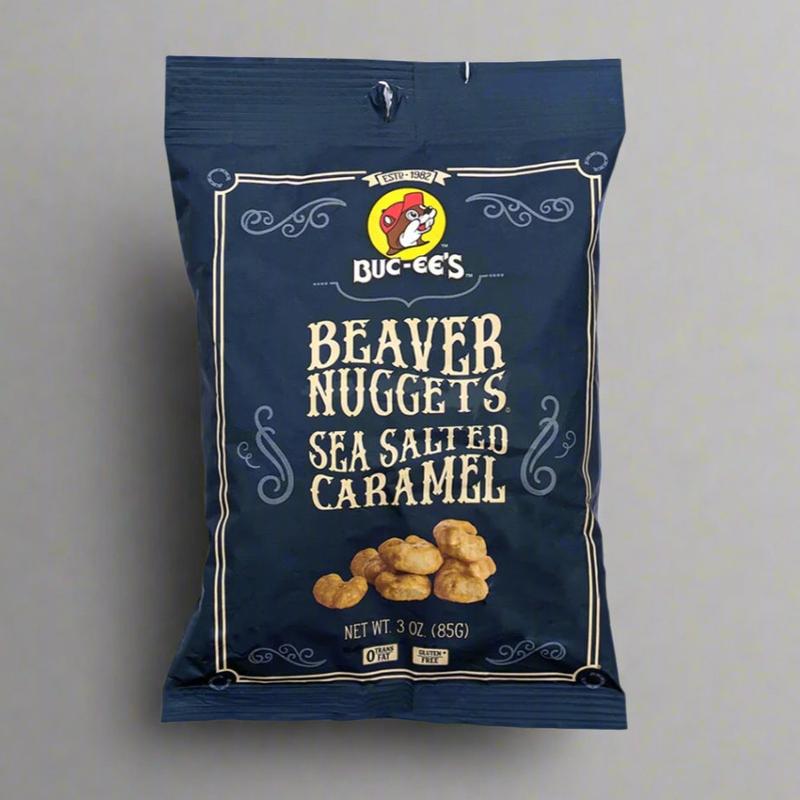 ESTD • 1982
BUC-EE'S™
BEAVER
NUGGETS®
SEA SALTED
CARAMEL
NET WT. 3 OZ. (85G)
0 TRANS FAT
GLUTEN FREE